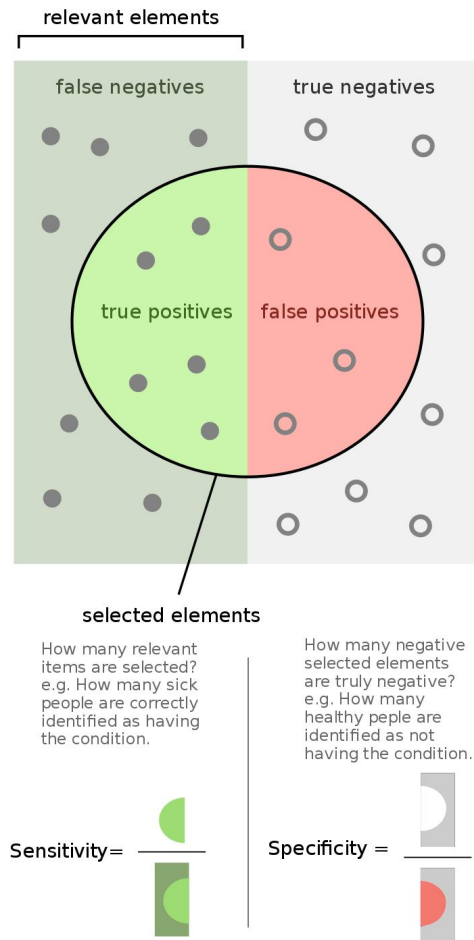 relevant elements
false negatives
true negatives
true positives
false positives
selected elements
How many relevant
items are selected?
e.g. How many sick
people are correctly
identified as having
the condition.
How many negative
selected elements
are truly negative?
e.g. How many
healthy peple are
identified as not
having the condition.
Sensitivity=
Specificity =